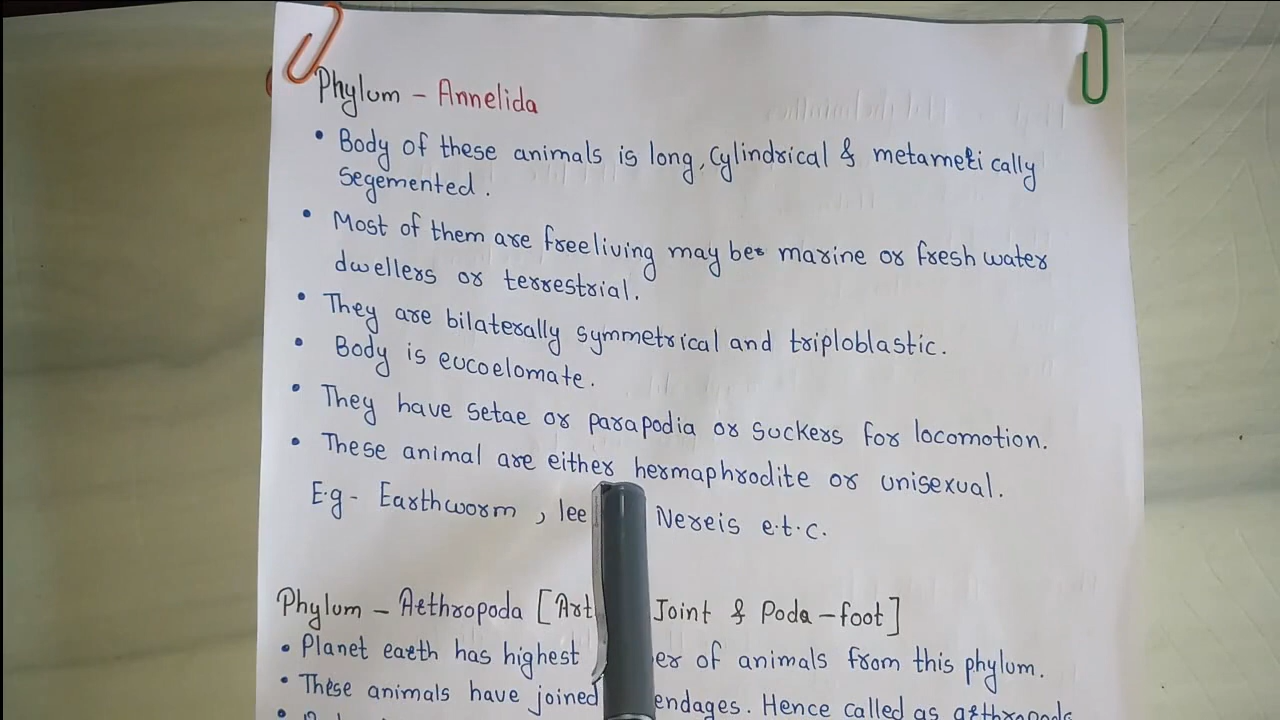 Phylum - Annelida
• Body of these animals is long, Cylindrical & metamerically
Segemented.
• Most of them are freeliving may be marine or fresh water
dwellers or terrestrial.
• They are bilaterally symmetrical and triploblastic.
• Body is eucoelomate.
• They have setae or parapodia or suckers for locomotion.
• These animal are either hermaphrodite or unisexual.
E.g - Earthworm, lee Nereis e.t.c.
Phylum - Arthropoda [Art Joint & Poda - foot]
• Planet earth has highest er of animals from this phylum.
• These animals have joined endages. Hence called as arthropods